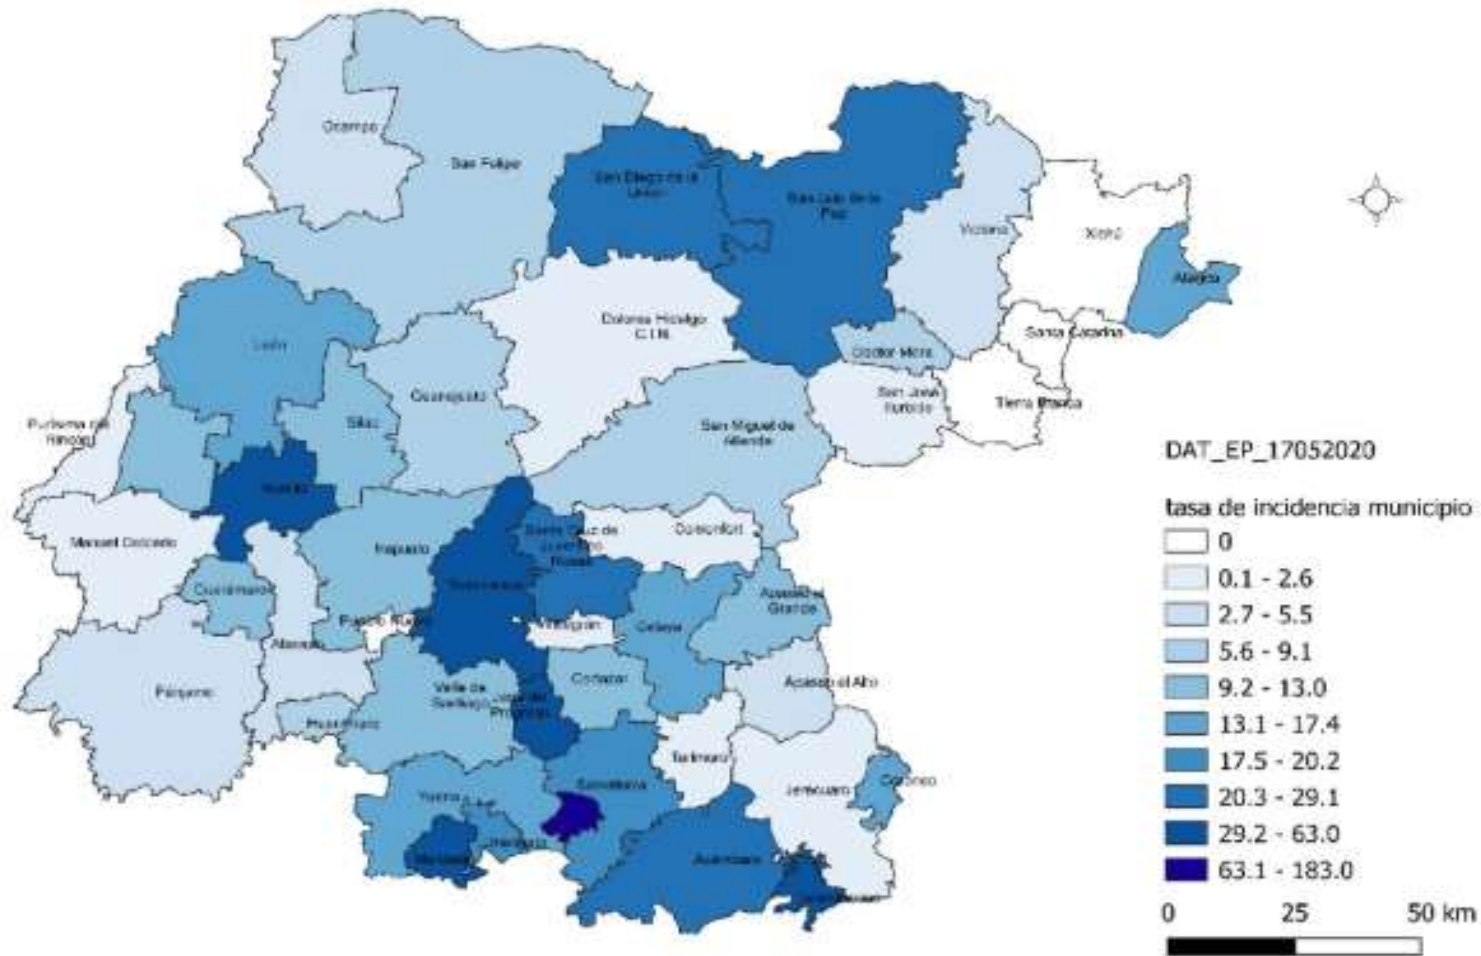 Ocampo
San Felipe
San Diego de la
Union
San Luis de la
Paz
Victoria
Xichú
Atarjea
Dolores Hidalgo
C.I.N.
León
Santa Catarina
Doctor Mora
Guanajuato
San José
Iturbide
Tierra Blanca
Purísima del
Rincón
Silao
San Miguel de
Allende
DAT_EP_17052020
tasa de incidencia municipio
0
0.1 - 2.6
2.7 - 5.5
5.6 - 9.1
9.2 - 13.0
13.1 - 17.4
17.5 - 20.2
20.3 - 29.1
29.2 - 63.0
63.1 - 183.0
0 25 50 km
Manuel Doblado
Irapuato
Santa Cruz de
Juventino
Rosas
Comonfort
Cuerámaro
Apaseo el
Grande
Pueblo Nuevo
Villagrán
Celaya
Abasolo
Pénjamo
Valle de
Santiago
Cortazar
Apaseo el Alto
Huanímaro
Jaral del
Progreso
Tarimoro
Jerécuaro
Coroneo
Salvatierra
Yuriria
Acámbaro